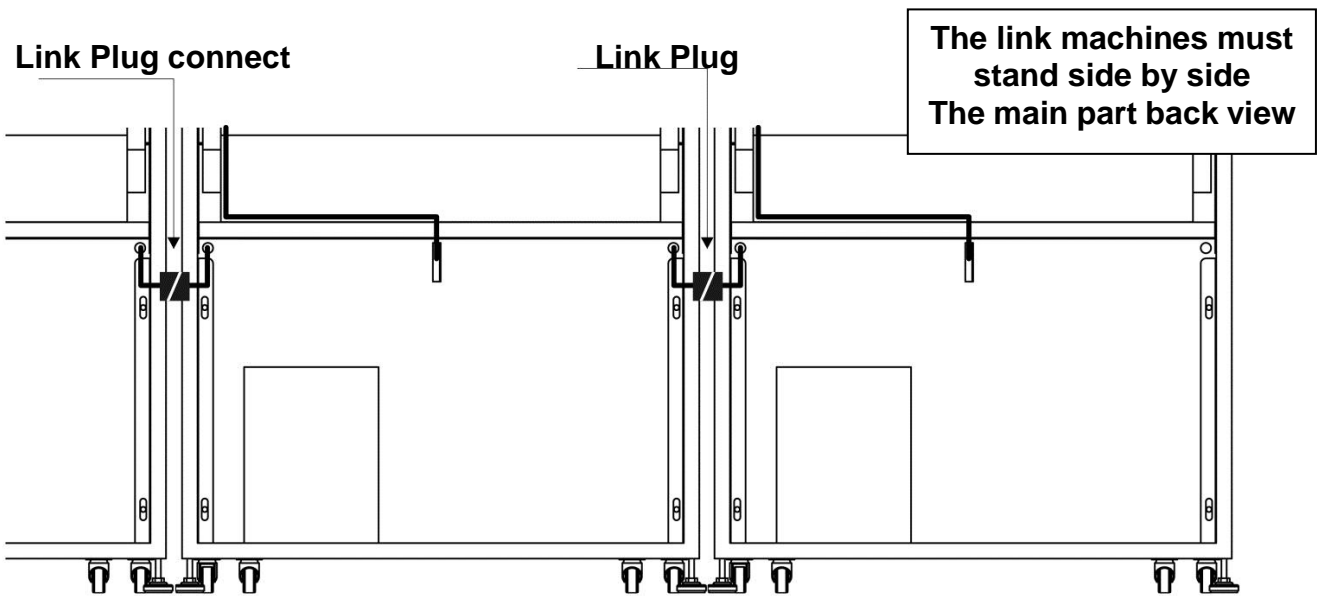 Link Plug connect
Link Plug
The link machines must
stand side by side
The main part back view